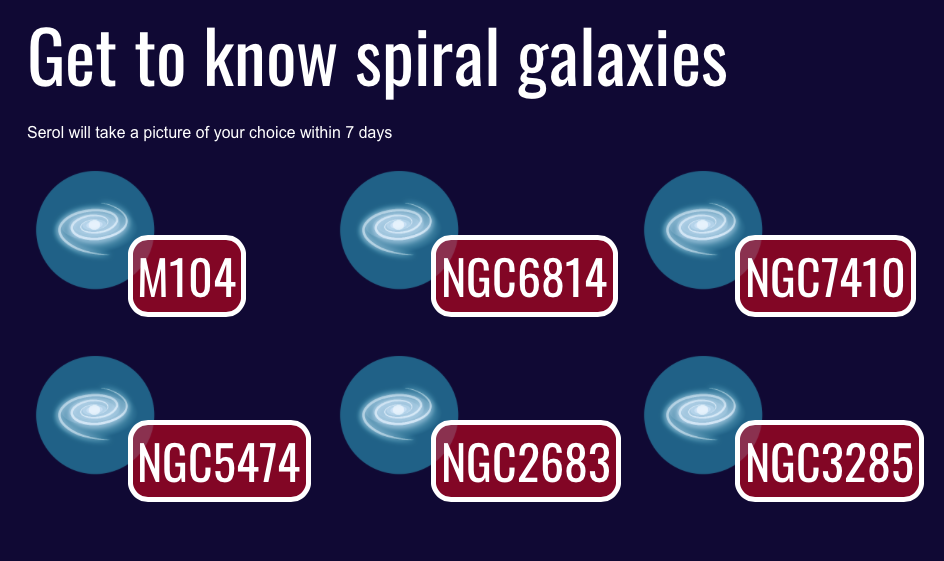 Get to know spiral galaxies
Serol will take a picture of your choice within 7 days
M104
NGC6814
NGC7410
NGC5474
NGC2683
NGC3285